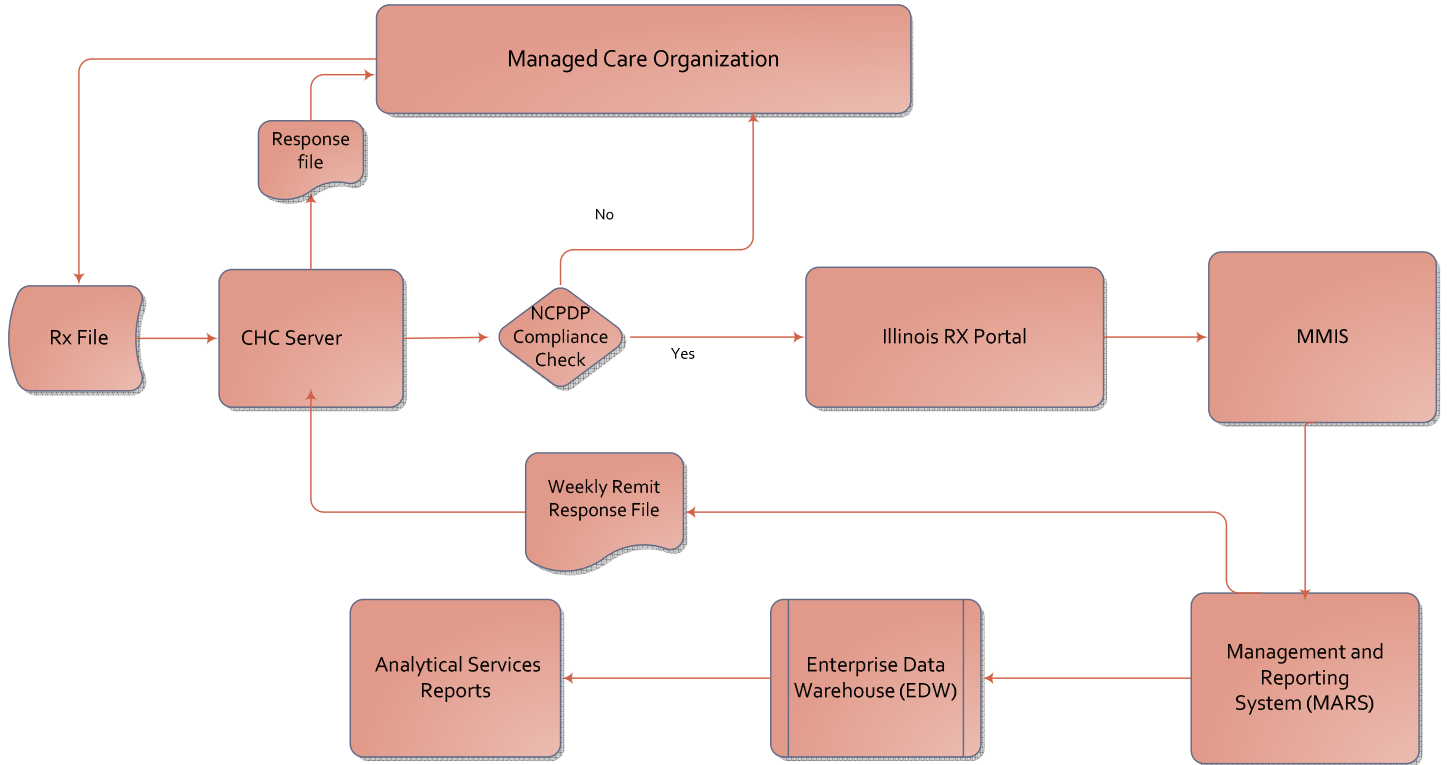 Managed Care Organization
Response
file
No
Rx File
CHC Server
NCPDP
Compliance
Check
Yes
Illinois RX Portal
MMIS
Weekly Remit
Response File
Analytical Services
Reports
Enterprise Data
Warehouse (EDW)
Management and
Reporting
System (MARS)